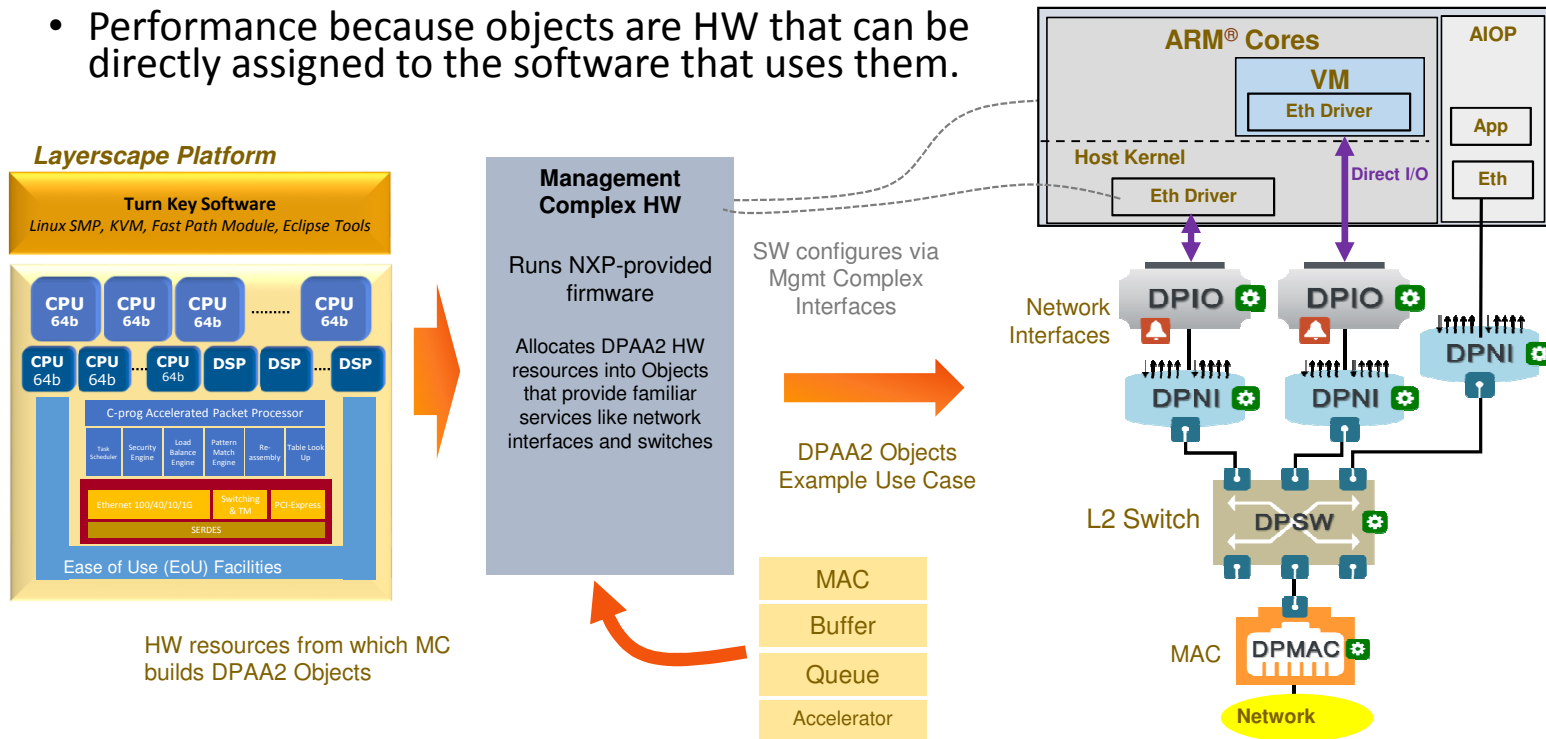 • Performance because objects are HW that can be
directly assigned to the software that uses them.
Layerscape Platform
Turn Key Software
Linux SMP, KVM, Fast Path Module, Eclipse Tools
CPU
64b
CPU
64b
CPU
64b
.........
CPU
64b
CPU
64b
CPU
64b
....
CPU
64b
DSP
DSP
....
DSP
C-prog Accelerated Packet Processor
Task
Scheduler
Security
Engine
Load
Balance
Engine
Pattern
Match
Engine
Re-
assembly
Table Look
Up
Ethernet 100/40/10/1G
Switching
& TM
PCI-Express
SERDES
Ease of Use (EoU) Facilities
HW resources from which MC
builds DPAA2 Objects
Management
Complex HW
Runs NXP-provided
firmware
Allocates DPAA2 HW
resources into Objects
that provide familiar
services like network
interfaces and switches
MAC
Buffer
Queue
Accelerator
SW configures via
Mgmt Complex
Interfaces
DPAA2 Objects
Example Use Case
ARM® Cores
VM
Eth Driver
Host Kernel
Eth Driver
Direct I/O
AIOP
App
Eth
Network
Interfaces
DPIO
DPIO
DPNI
DPNI
DPNI
L2 Switch
DPSW
MAC
DPMAC
Network